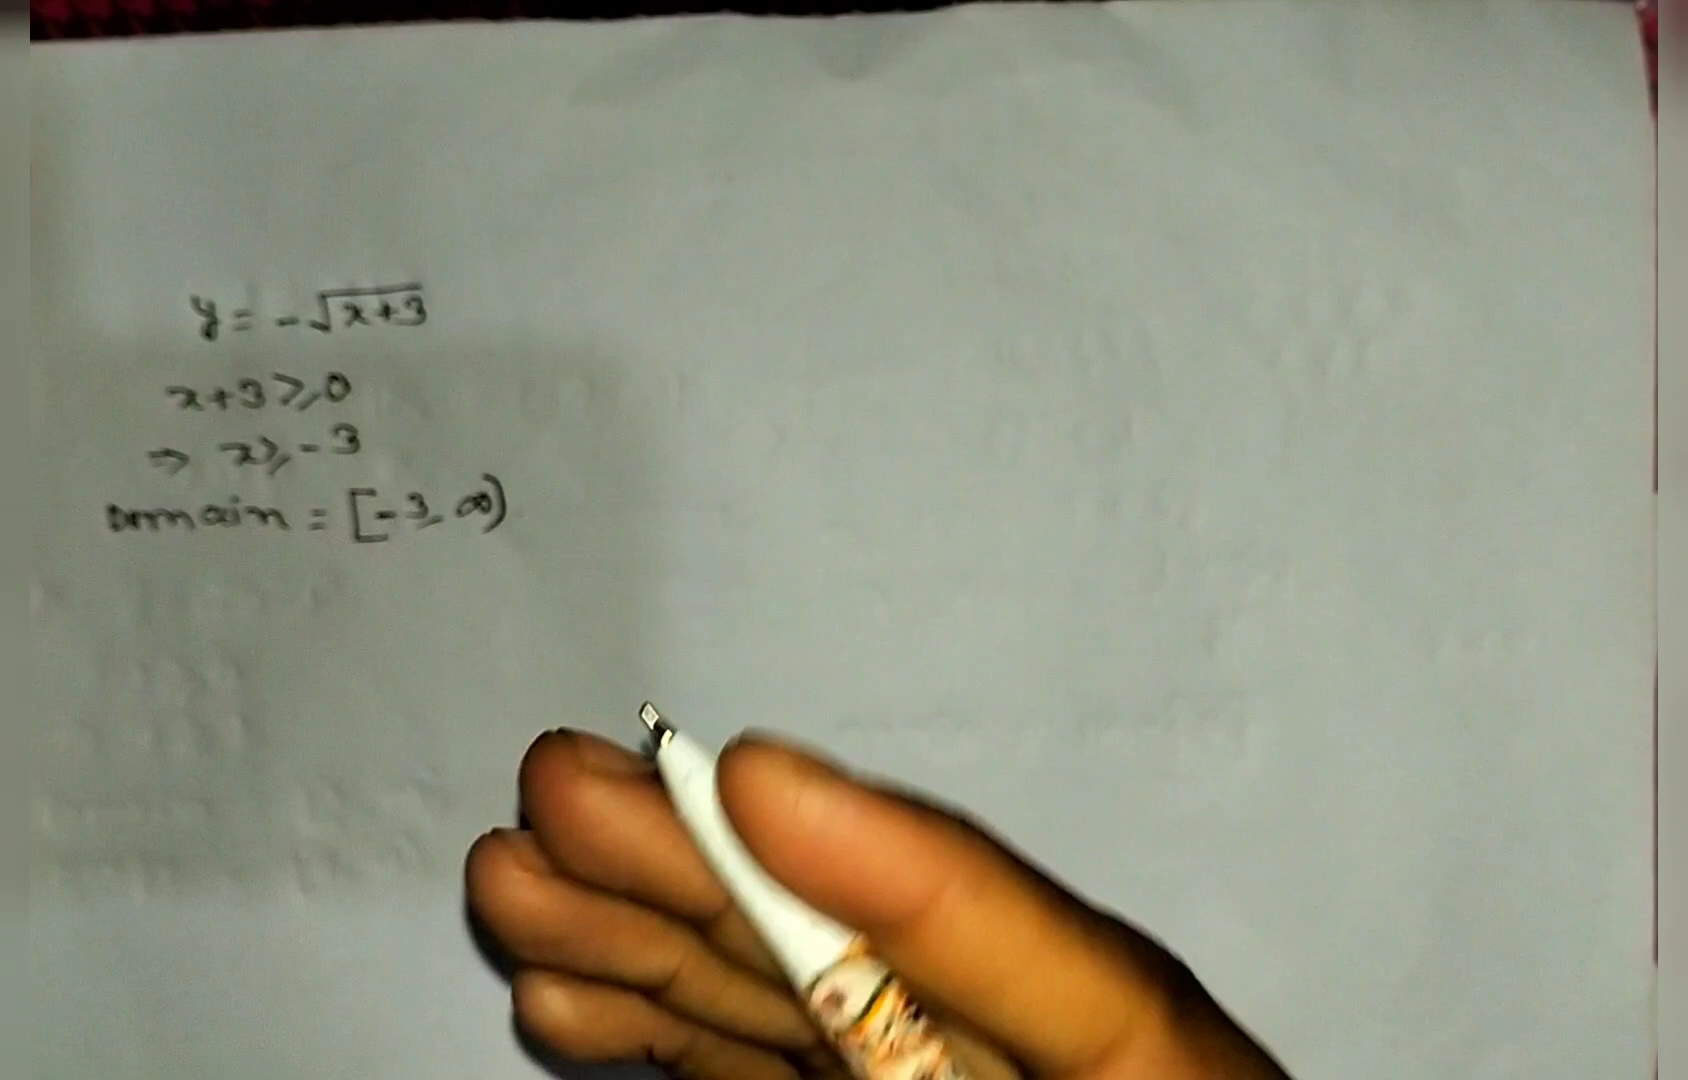 y = -√x+3
x+3 ≥ 0
⇒ x ≥ -3
Domain = [-3, ∞)